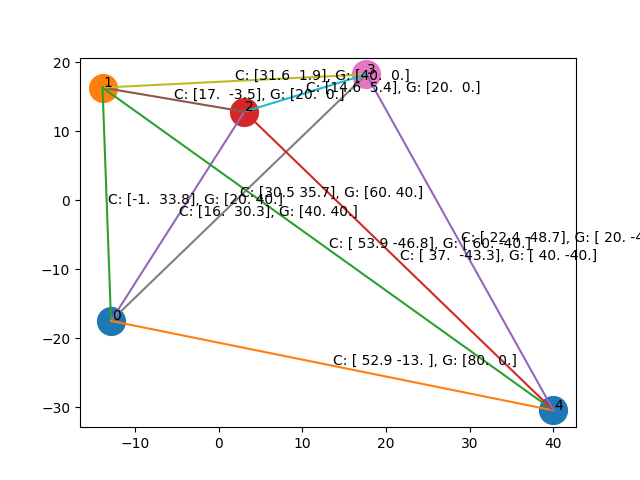 20
10
0
−10
−20
−30
−10
0
10
20
30
40
3
C: [31.6 1.9], G: [40. 0.]
1
C: [14.6 5.4], G: [20. 0.]
C: [17. -3.5], G: [20. 0.]
2
C: [30.5 35.7], G: [60. 40.]
C: [-1. 33.8], G: [20. 40.]
C: [16. 30.3], G: [40. 40.]
C: [ 22.4 -48.7], G: [ 20. -4
C: [ 53.9 -46.8], G: [ 60. -40.]
C: [ 37. -43.3], G: [ 40. -40.]
0
C: [ 52.9 -13. ], G: [80. 0.]
4